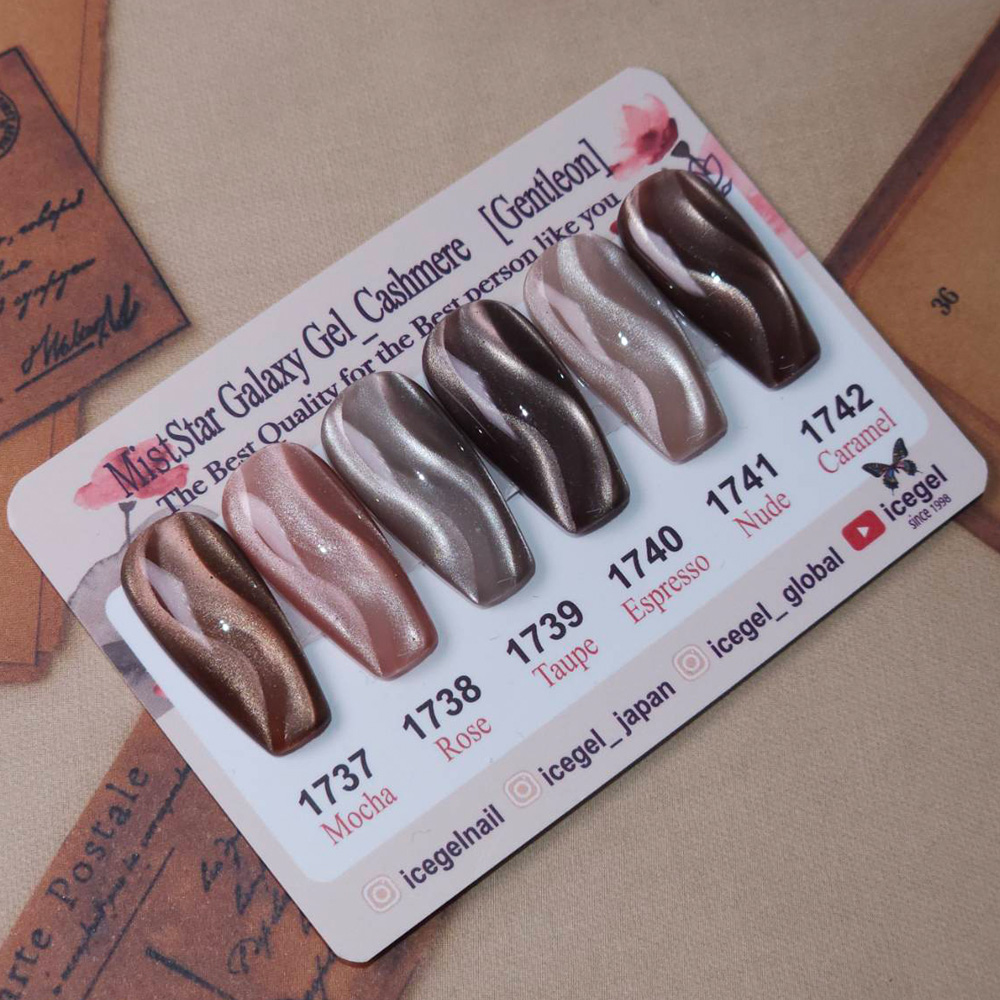 MistStar Galaxy Gel_Cashmere [Gentleon]
The Best Quality for the Best person like you
1737
Mocha
1738
Rose
1739
Taupe
1740
Espresso
1741
Nude
1742
Caramel
icegelnail
icegel_japan
icegel_global
icegel
since 1998
36
Postale